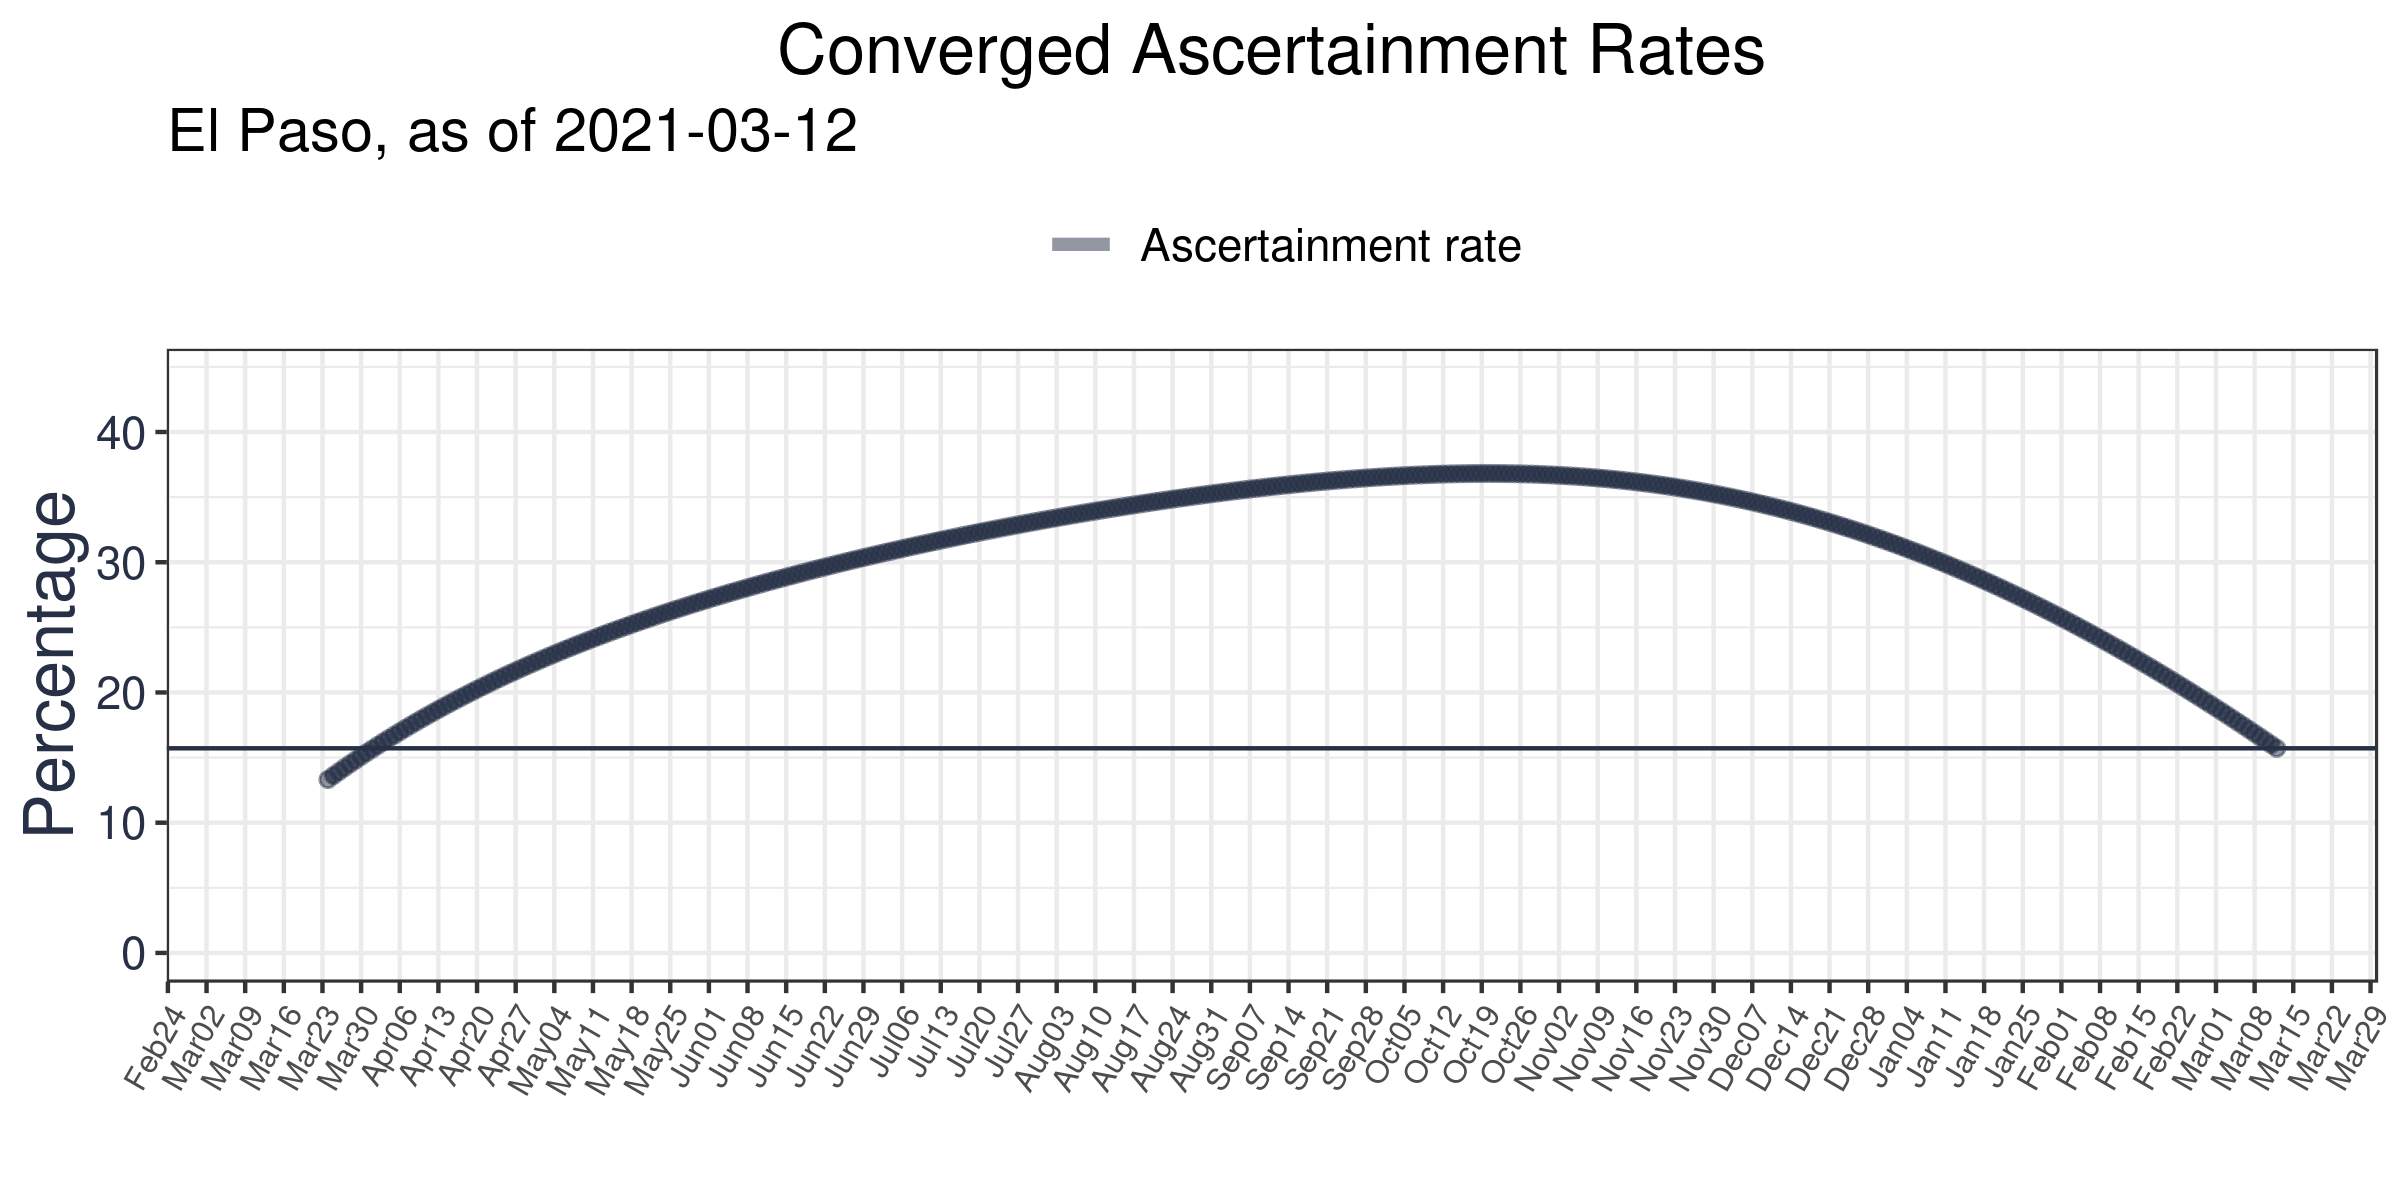 Converged Ascertainment Rates
El Paso, as of 2021-03-12
Ascertainment rate
Percentage
40
30
20
10
0
Feb24
Mar02
Mar09
Mar16
Mar23
Mar30
Apr06
Apr13
Apr20
Apr27
May04
May11
May18
May25
Jun01
Jun08
Jun15
Jun22
Jun29
Jul06
Jul13
Jul20
Jul27
Aug03
Aug10
Aug17
Aug24
Aug31
Sep07
Sep14
Sep21
Sep28
Oct05
Oct12
Oct19
Oct26
Nov02
Nov09
Nov16
Nov23
Nov30
Dec07
Dec14
Dec21
Dec28
Jan04
Jan11
Jan18
Jan25
Feb01
Feb08
Feb15
Feb22
Mar01
Mar08
Mar15
Mar22
Mar29